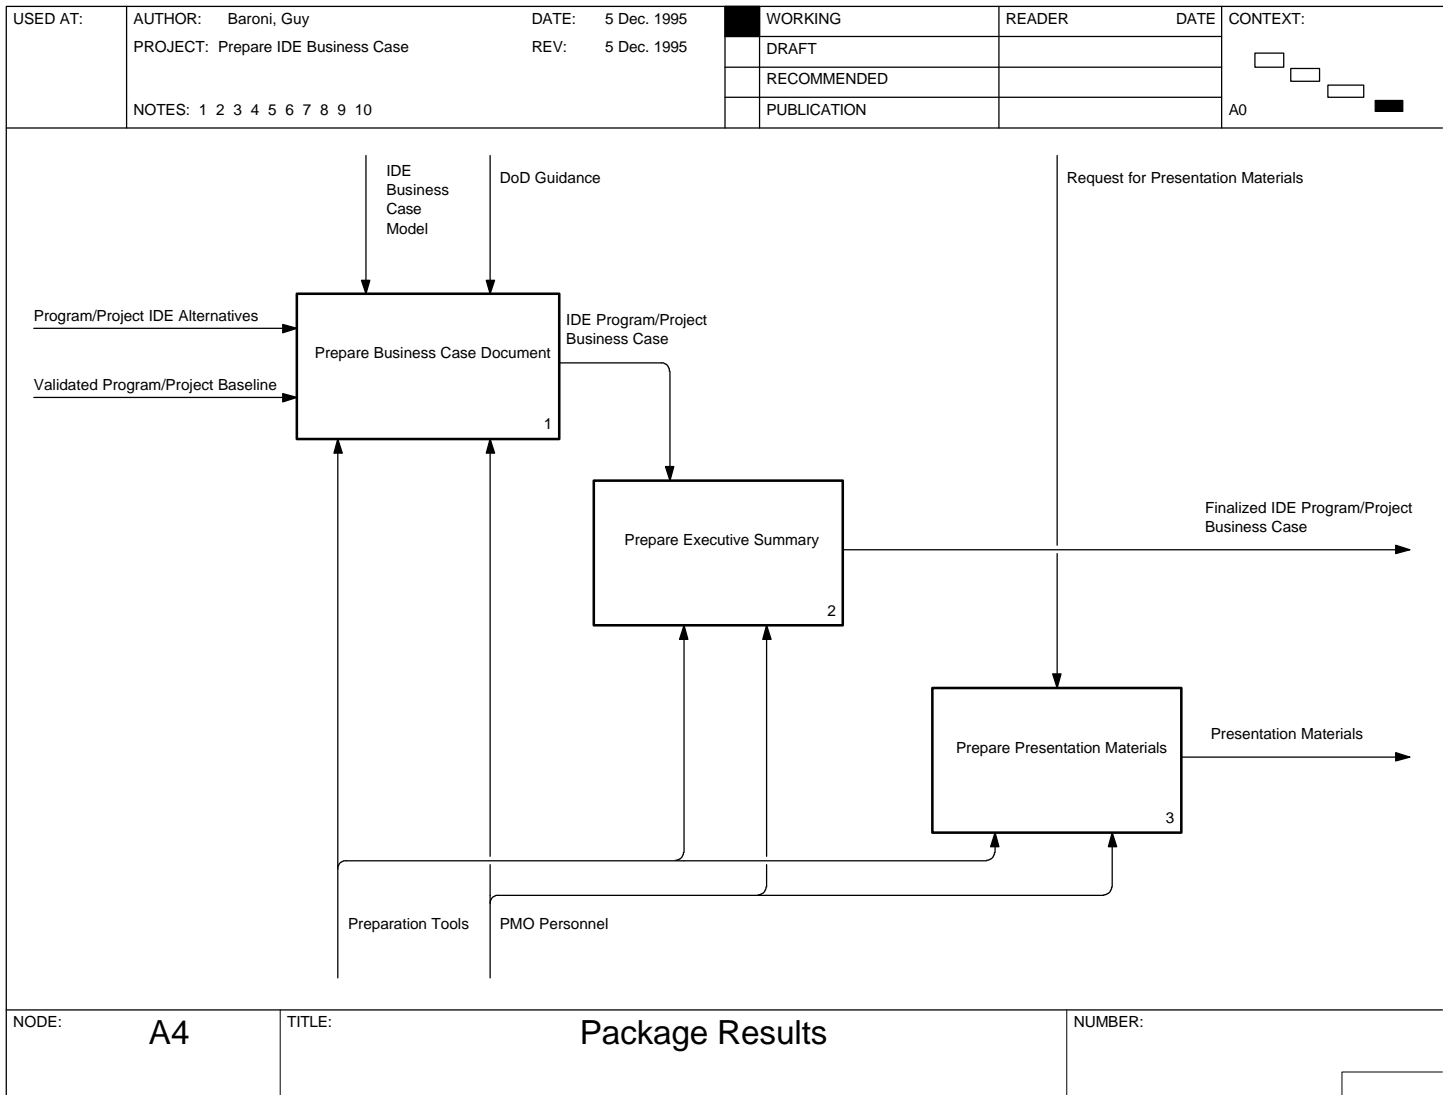 USED AT:
AUTHOR: Baroni, Guy
DATE: 5 Dec. 1995
PROJECT: Prepare IDE Business Case
REV: 5 Dec. 1995
NOTES: 1 2 3 4 5 6 7 8 9 10
WORKING
DRAFT
RECOMMENDED
PUBLICATION
READER DATE
CONTEXT:
A0
IDE
Business
Case
Model
DoD Guidance
Request for Presentation Materials
Program/Project IDE Alternatives
Validated Program/Project Baseline
Prepare Business Case Document
1
IDE Program/Project
Business Case
Prepare Executive Summary
2
Finalized IDE Program/Project
Business Case
Prepare Presentation Materials
3
Presentation Materials
Preparation Tools
PMO Personnel
NODE: A4
TITLE: Package Results
NUMBER: